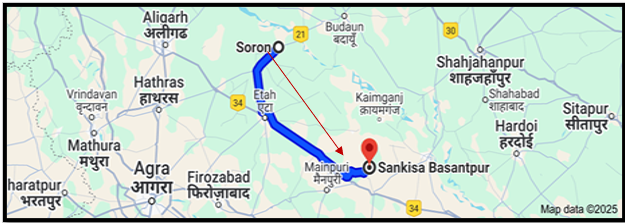 Aligarh
अलीगढ
Soron
21
Budaun
बदायूं
30
Shahjahanpur
शाहजहाँपुर
Hathras
हाथरस
Vrindavan
वृन्दावन
34
Etah
एटा
Kaimganj
क़ायमगंज
Shahabad
शाहाबाद
Sitapur
सीतापुर
Mathura
मथुरा
Hardoi
हरदोई
Agra
आगरा
Firozabad
फ़िरोज़ाबाद
Mainpuri
मैनपुरी
Sankisa Basantpur
haratpur
भरतपुर
34
Map data ©2025